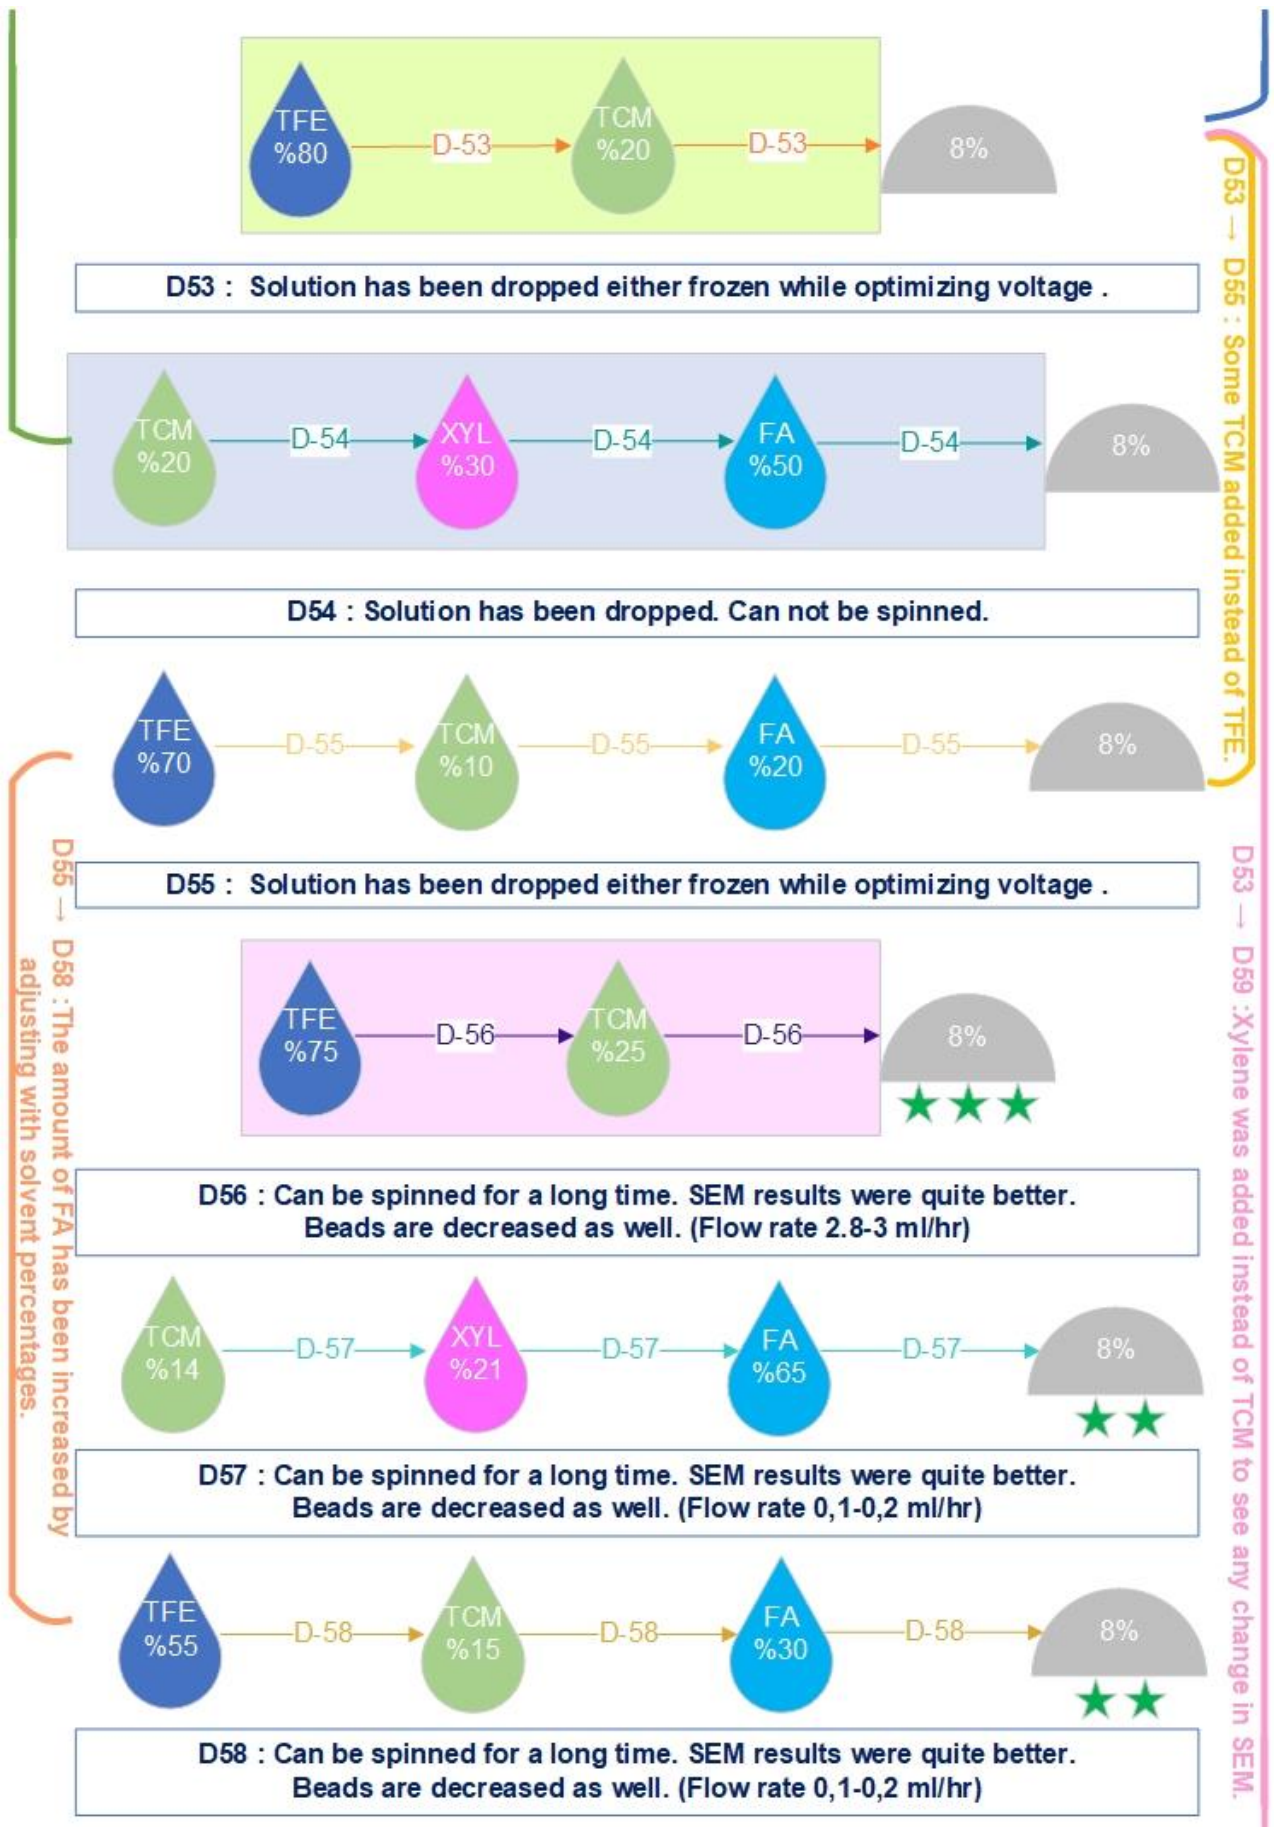 TFE
%80
D-53
TCM
%20
D-53
8%
D53 : Solution has been dropped either frozen while optimizing voltage .
TCM
%20
D-54
XYL
%30
D-54
FA
%50
D-54
8%
D54 : Solution has been dropped. Can not be spinned.
TFE
%70
D-55
TCM
%10
D-55
FA
%20
D-55
8%
D55 : Solution has been dropped either frozen while optimizing voltage .
TFE
%75
D-56
TCM
%25
D-56
8%
D56 : Can be spinned for a long time. SEM results were quite better.
Beads are decreased as well. (Flow rate 2.8-3 ml/hr)
TCM
%14
D-57
XYL
%21
D-57
FA
%65
D-57
8%
D57 : Can be spinned for a long time. SEM results were quite better.
Beads are decreased as well. (Flow rate 0,1-0,2 ml/hr)
TFE
%55
D-58
TCM
%15
D-58
FA
%30
D-58
8%
D58 : Can be spinned for a long time. SEM results were quite better.
Beads are decreased as well. (Flow rate 0,1-0,2 ml/hr)
D53 → D55 : Some TCM added instead of TFE.
D53 → D59 :Xylene was added instead of TCM to see any change in SEM.
D55 → D58 :The amount of FA has been increased by
adjusting with solvent percentages.